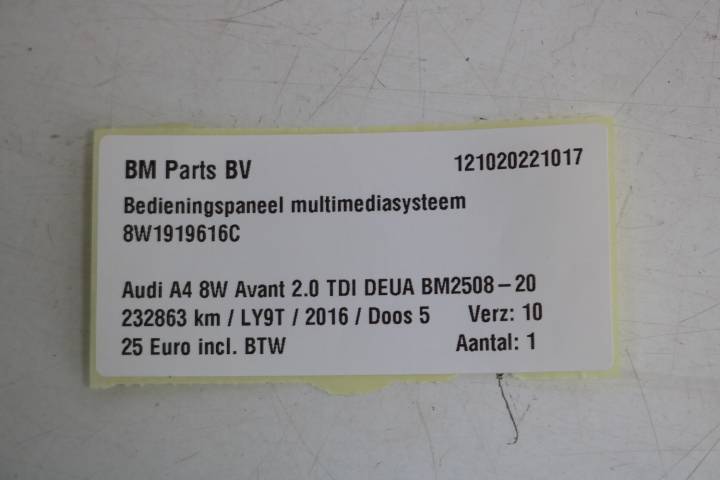 BM Parts BV 121020221017
Bedieningspaneel multimediasysteem
8W1919616C
Audi A4 8W Avant 2.0 TDI DEUA BM2508-20
232863 km / LY9T / 2016 / Doos 5 Verz: 10
25 Euro incl. BTW Aantal: 1